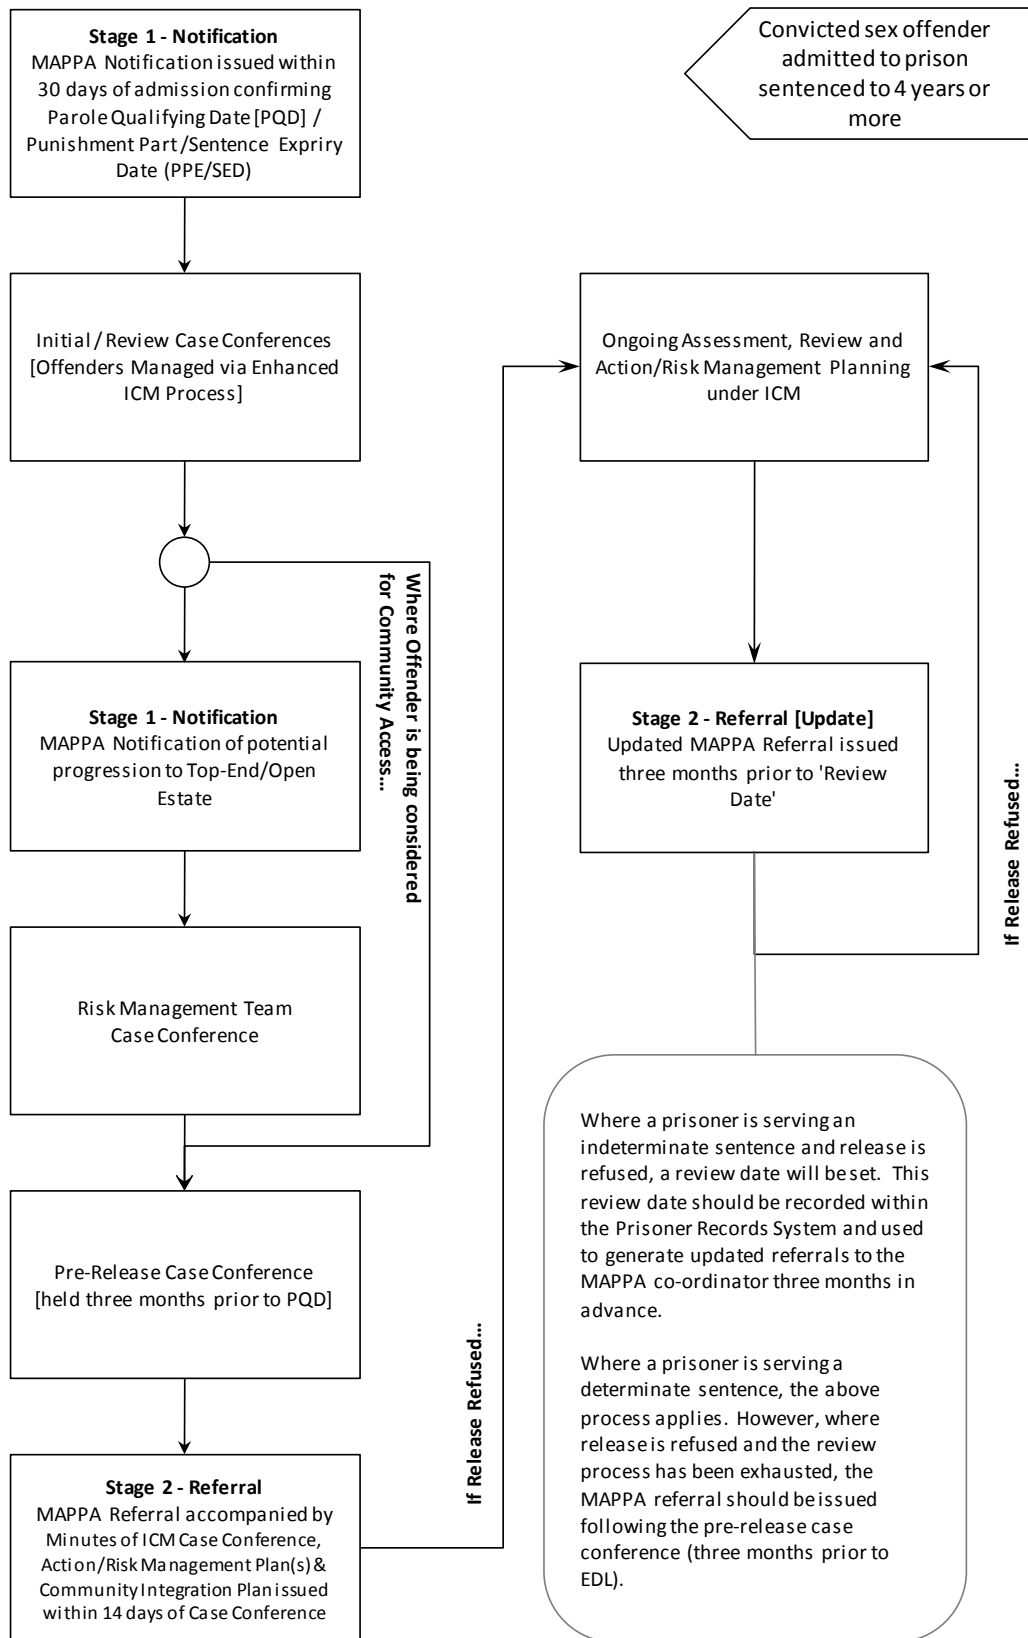 Stage 1 - Notification
MAPPA Notification issued within
30 days of admission confirming
Parole Qualifying Date [PQD] /
Punishment Part /Sentence Expriry
Date (PPE/SED)
Convicted sex offender
admitted to prison
sentenced to 4 years or
more
Initial / Review Case Conferences
[Offenders Managed via Enhanced
ICM Process]
Ongoing Assessment, Review and
Action/Risk Management Planning
under ICM
Where Offender is being considered
for Community Access...
Stage 1 - Notification
MAPPA Notification of potential
progression to Top-End/Open
Estate
Stage 2 - Referral [Update]
Updated MAPPA Referral issued
three months prior to 'Review
Date'
If Release Refused...
Risk Management Team
Case Conference
Pre-Release Case Conference
[held three months prior to PQD]
If Release Refused...
Stage 2 - Referral
MAPPA Referral accompanied by
Minutes of ICM Case Conference,
Action/Risk Management Plan(s) &
Community Integration Plan issued
within 14 days of Case Conference
Where a prisoner is serving an
indeterminate sentence and release is
refused, a review date will be set. This
review date should be recorded within
the Prisoner Records System and used
to generate updated referrals to the
MAPPA co-ordinator three months in
advance.
Where a prisoner is serving a
determinate sentence, the above
process applies. However, where
release is refused and the review
process has been exhausted, the
MAPPA referral should be issued
following the pre-release case
conference (three months prior to
EDL).